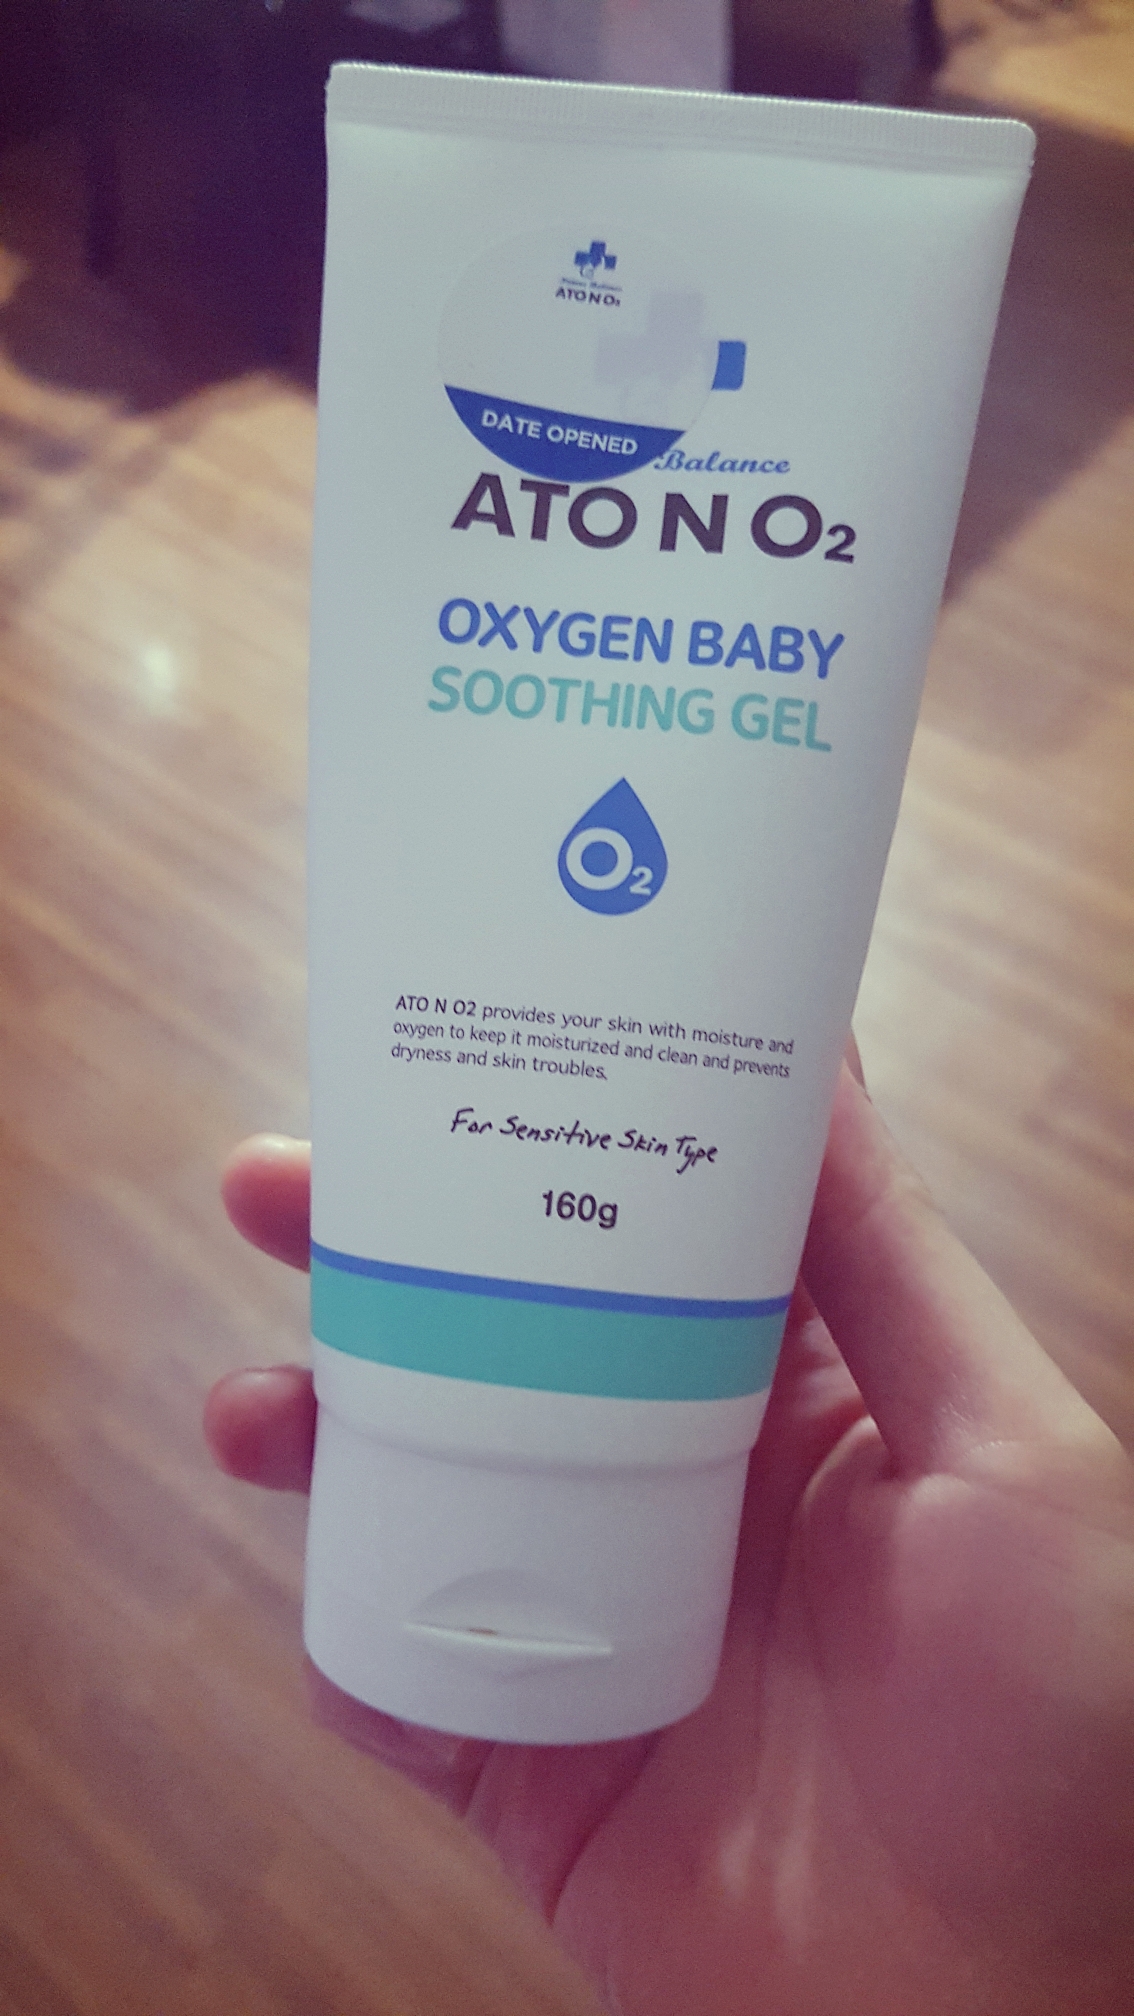 ATO N O2
DATE OPENED
Balance
ATO N O2
OXYGEN BABY
SOOTHING GEL
O2
ATO N O2 provides your skin with moisture and
oxygen to keep it moisturized and clean and prevents
dryness and skin troubles.
For Sensitive Skin Type
160g